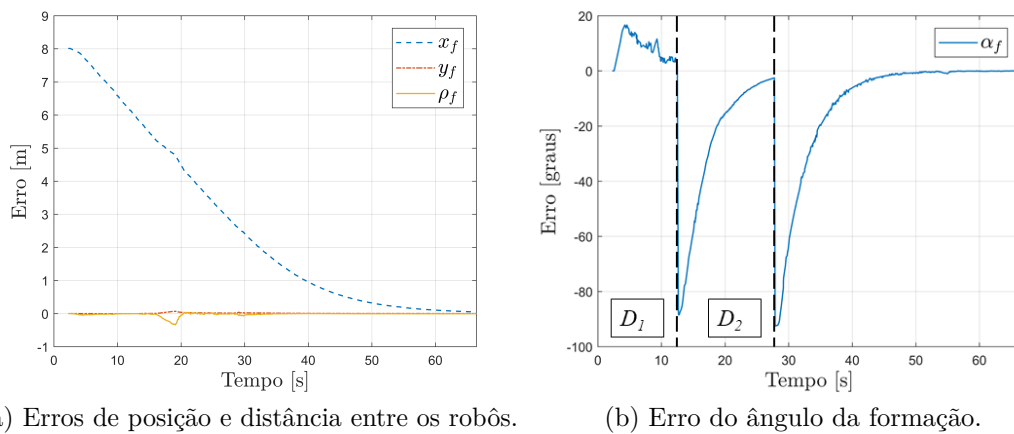 9
8
7
6
5
4
3
2
1
0
-1
Erro [m]
x_f
y_f
ρ_f
0 10 20 30 40 50 60
Tempo [s]
) Erros de posição e distância entre os robôs.
20
0
-20
-40
-60
-80
-100
Erro [graus]
α_f
D_1
D_2
0 10 20 30 40 50 60
Tempo [s]
(b) Erro do ângulo da formação.